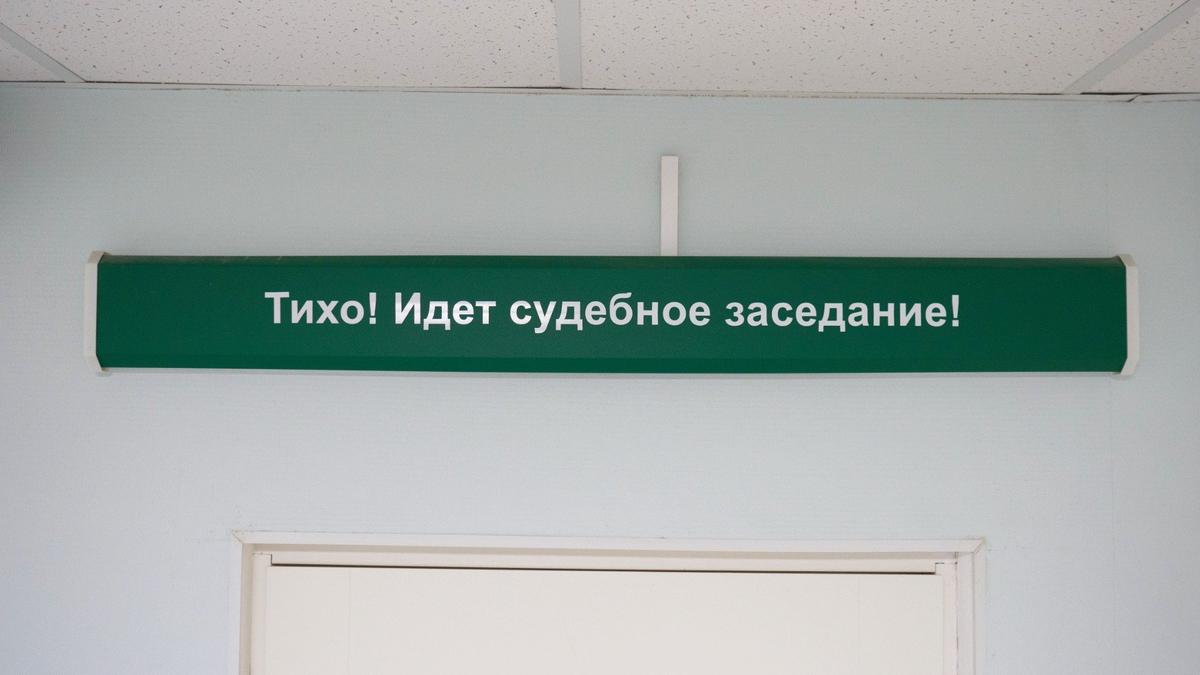 Тихо! Идет судебное заседание!